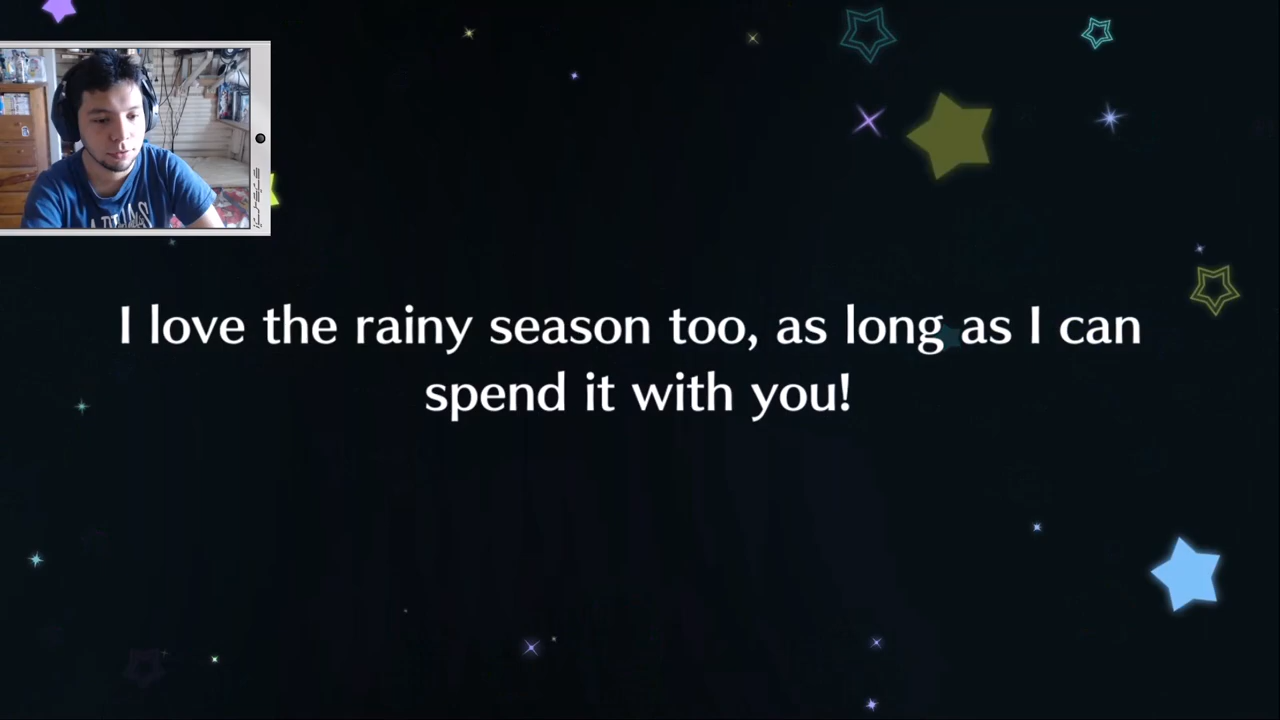 I love the rainy season too, as long as I can
spend it with you!